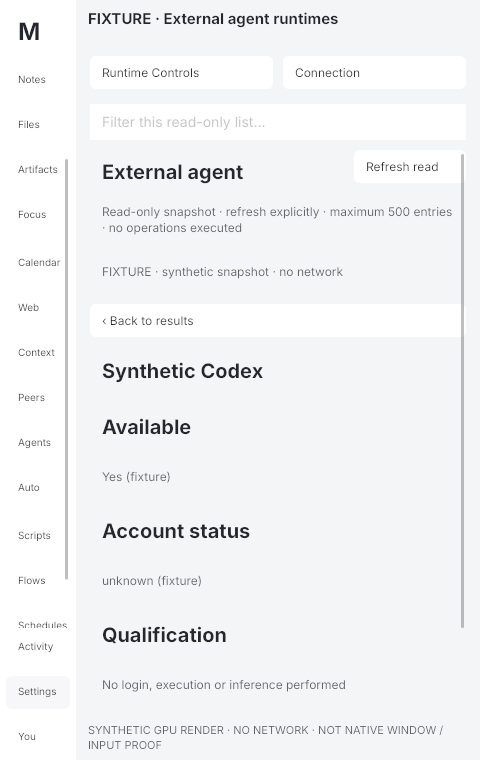 M
Notes
Files
Artifacts
Focus
Calendar
Web
Context
Peers
Agents
Auto
Scripts
Flows
Schedules
Activity
Settings
You
FIXTURE · External agent runtimes
Runtime Controls
Connection
Filter this read-only list...
External agent
Refresh read
Read-only snapshot · refresh explicitly · maximum 500 entries
· no operations executed
FIXTURE · synthetic snapshot · no network
‹ Back to results
Synthetic Codex
Available
Yes (fixture)
Account status
unknown (fixture)
Qualification
No login, execution or inference performed
SYNTHETIC GPU RENDER · NO NETWORK · NOT NATIVE WINDOW /
INPUT PROOF